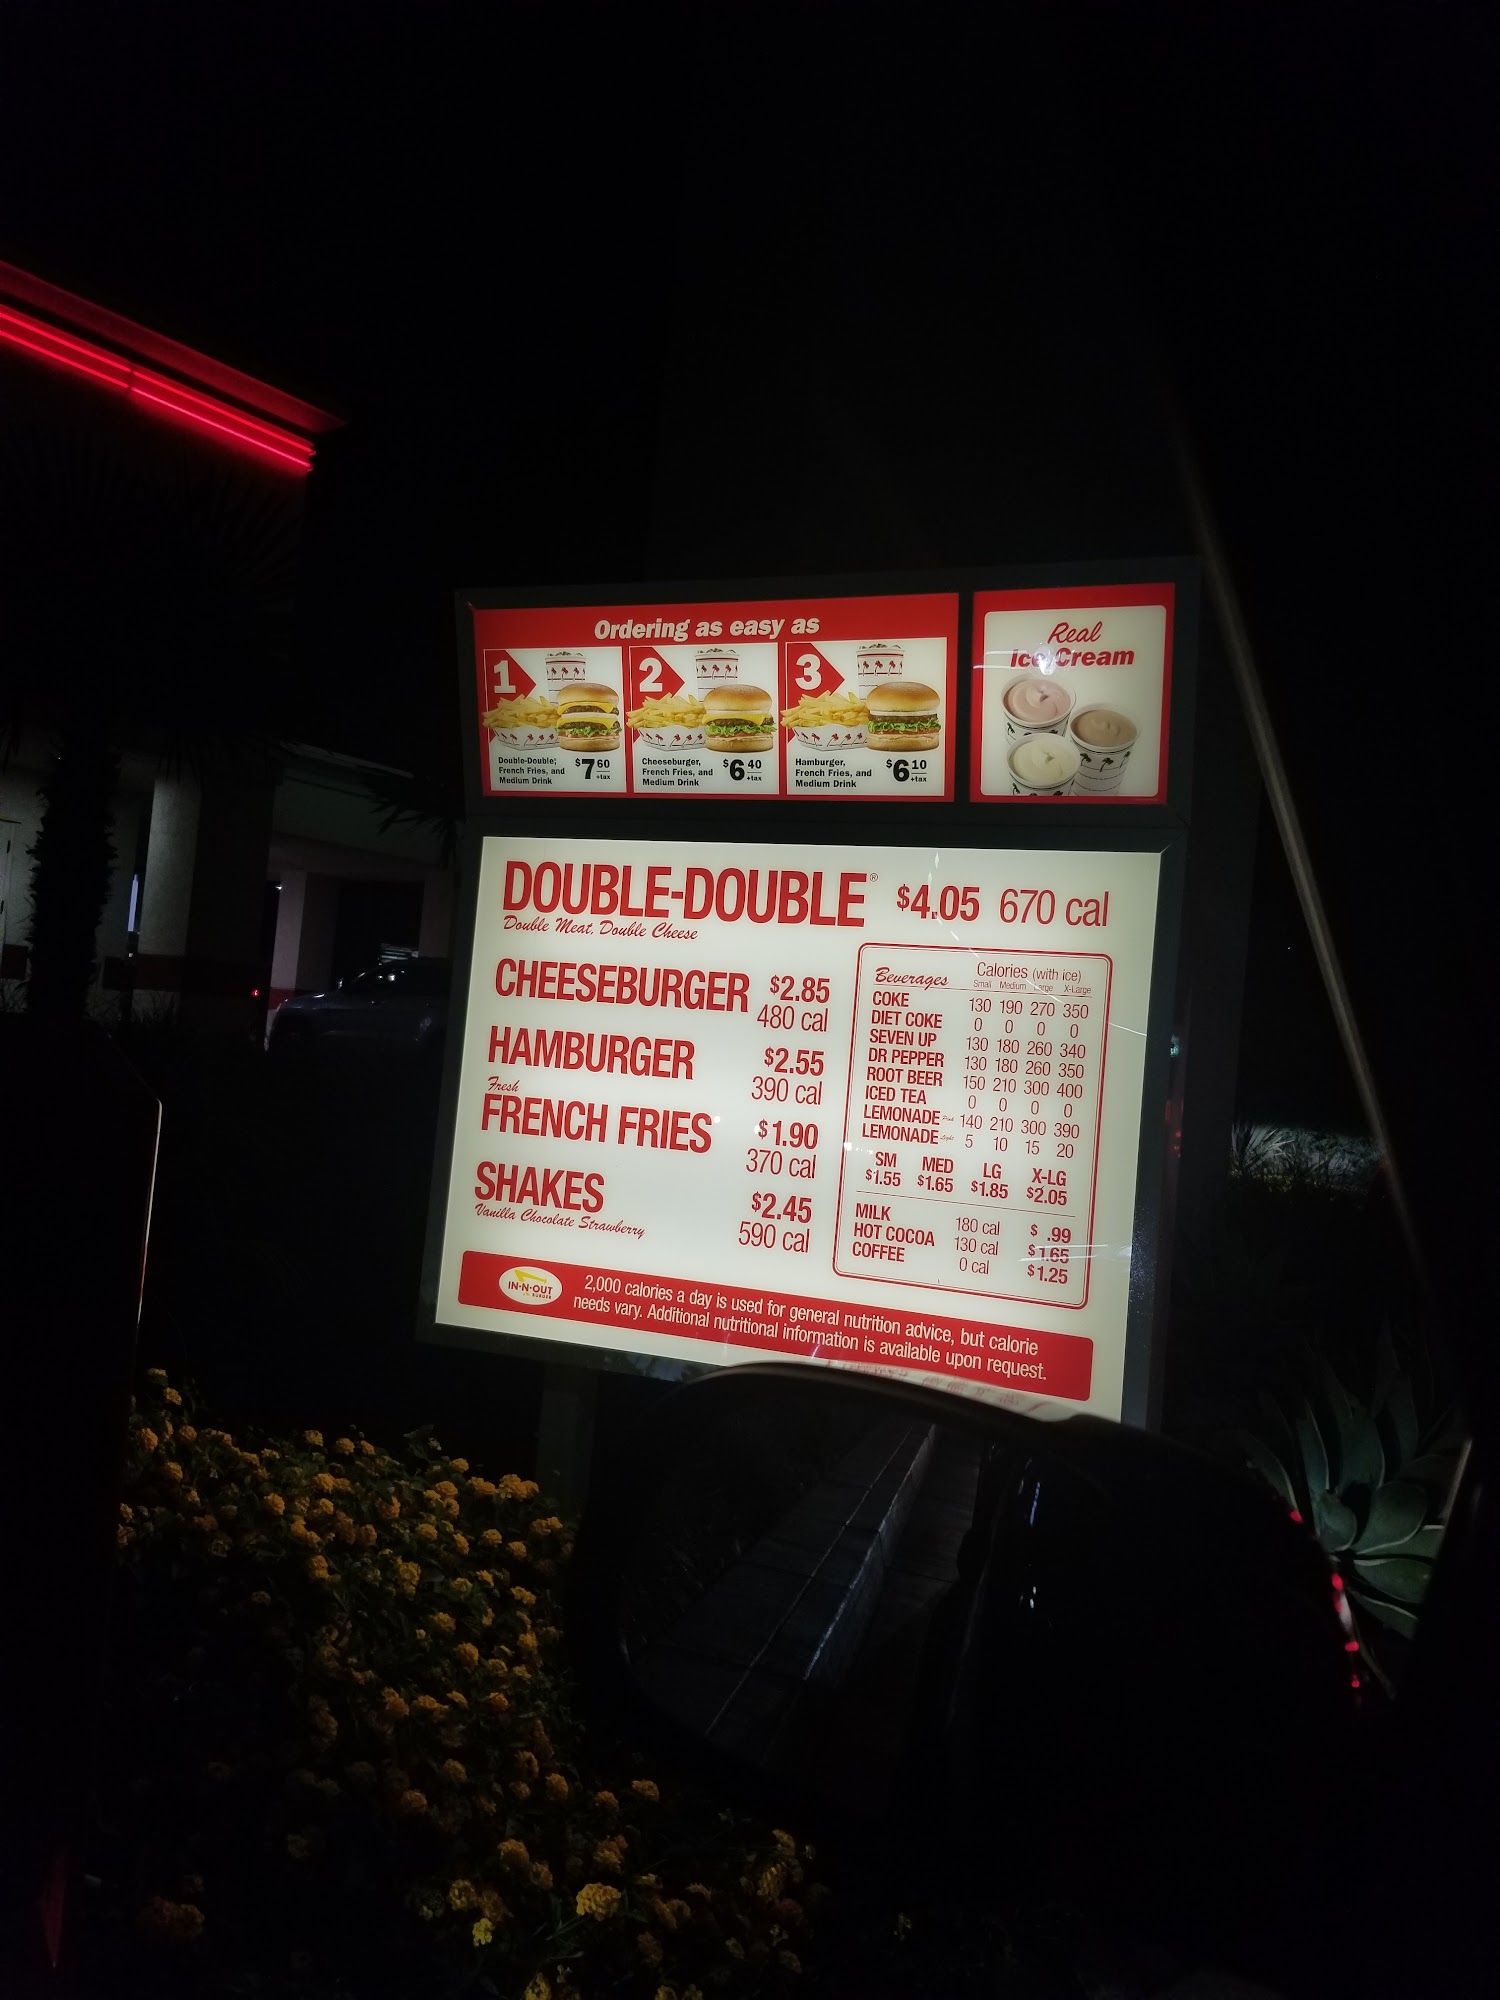 Ordering as easy as
1
Double-Double,
French Fries, and
Medium Drink
$7 60
+tax
2
Cheeseburger,
French Fries, and
Medium Drink
$6 40
+tax
3
Hamburger,
French Fries, and
Medium Drink
$6 10
+tax
Real
Ice Cream
DOUBLE-DOUBLE® $4.05 670 cal
Double Meat, Double Cheese
CHEESEBURGER $2.85
480 cal
HAMBURGER $2.55
390 cal
Fresh
FRENCH FRIES $1.90
370 cal
SHAKES $2.45
Vanilla Chocolate Strawberry 590 cal
Beverages Calories (with ice)
Small Medium Large X-Large
COKE 130 190 270 350
DIET COKE 0 0 0 0
SEVEN UP 130 180 260 340
DR PEPPER 130 180 260 350
ROOT BEER 150 210 300 400
ICED TEA 0 0 0 0
LEMONADE Pink 140 210 300 390
LEMONADE Light 5 10 15 20
SM MED LG X-LG
$1.55 $1.65 $1.85 $2.05
MILK 180 cal $ .99
HOT COCOA 130 cal $1.65
COFFEE 0 cal $1.25
IN-N-OUT
BURGER
2,000 calories a day is used for general nutrition advice, but calorie
needs vary. Additional nutritional information is available upon request.